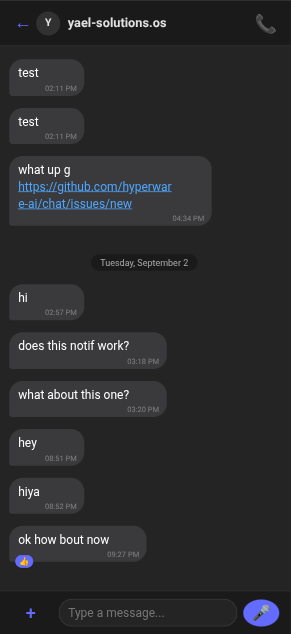 ← Y yael-solutions.os
test
02:11 PM
test
02:11 PM
what up g
https://github.com/hyperwar
e-ai/chat/issues/new
04:34 PM
Tuesday, September 2
hi
02:57 PM
does this notif work?
03:18 PM
what about this one?
03:20 PM
hey
08:51 PM
hiya
08:52 PM
ok how bout now
09:27 PM
👍
+ Type a message...